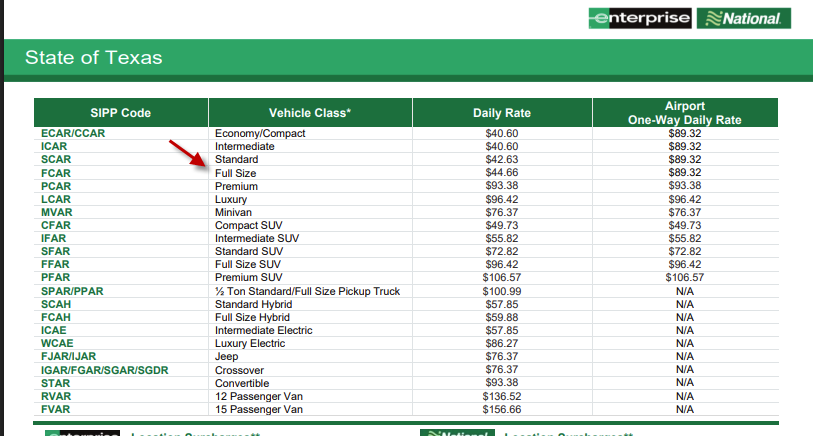 enterprise National
State of Texas
SIPP Code Vehicle Class* Daily Rate Airport One-Way Daily Rate
ECAR/CCAR Economy/Compact $40.60 $89.32
ICAR Intermediate $40.60 $89.32
SCAR Standard $42.63 $89.32
FCAR Full Size $44.66 $89.32
PCAR Premium $93.38 $93.38
LCAR Luxury $96.42 $96.42
MVAR Minivan $76.37 $76.37
CFAR Compact SUV $49.73 $49.73
IFAR Intermediate SUV $55.82 $55.82
SFAR Standard SUV $72.82 $72.82
FFAR Full Size SUV $96.42 $96.42
PFAR Premium SUV $106.57 $106.57
SPAR/PPAR ½ Ton Standard/Full Size Pickup Truck $100.99 N/A
SCAH Standard Hybrid $57.85 N/A
FCAH Full Size Hybrid $59.88 N/A
ICAE Intermediate Electric $57.85 N/A
WCAE Luxury Electric $86.27 N/A
FJAR/IJAR Jeep $76.37 N/A
IGAR/FGAR/SGAR/SGDR Crossover $76.37 N/A
STAR Convertible $93.38 N/A
RVAR 12 Passenger Van $136.52 N/A
FVAR 15 Passenger Van $156.66 N/A
enterprise Location Surcharges** National Location Surcharges**